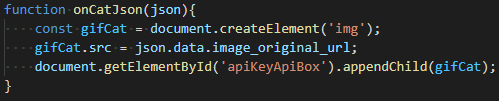 function onCatJson(json){
    const gifCat = document.createElement('img');
    gifCat.src = json.data.image_original_url;
    document.getElementById('apiKeyApiBox').appendChild(gifCat);
}